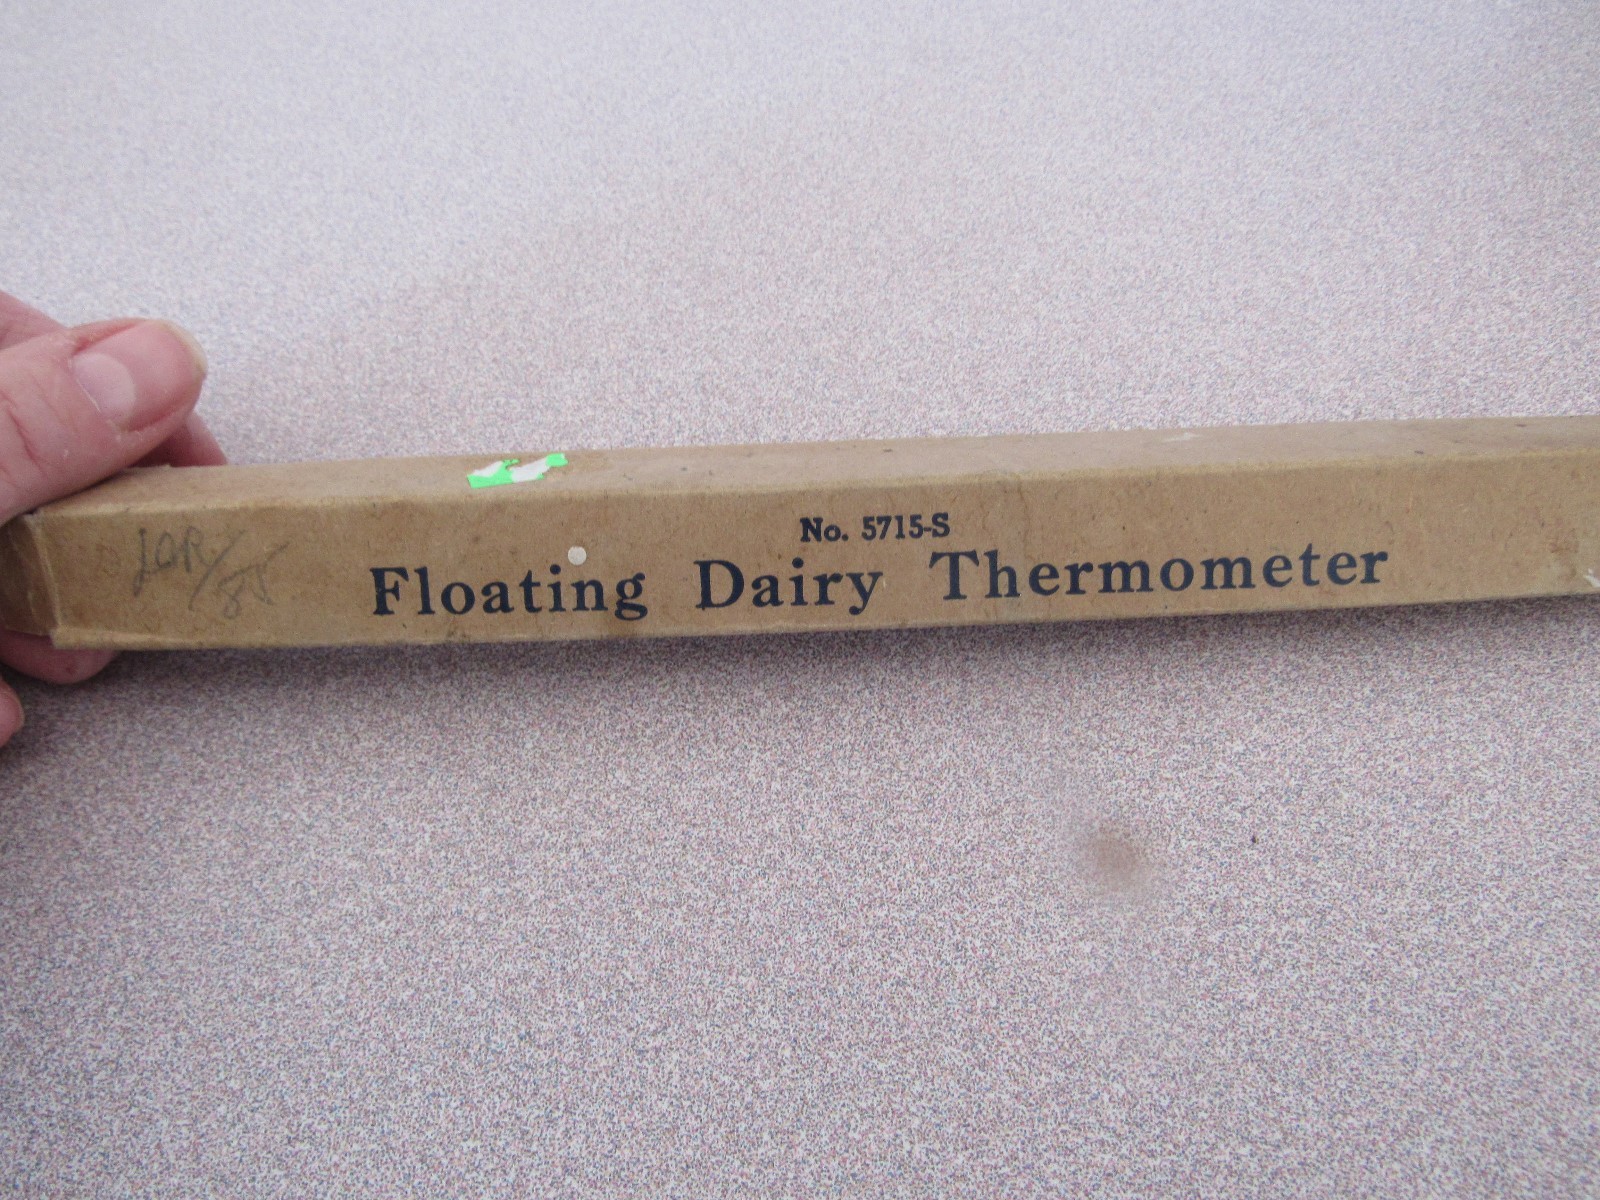 No. 5715-S
Floating Dairy Thermometer